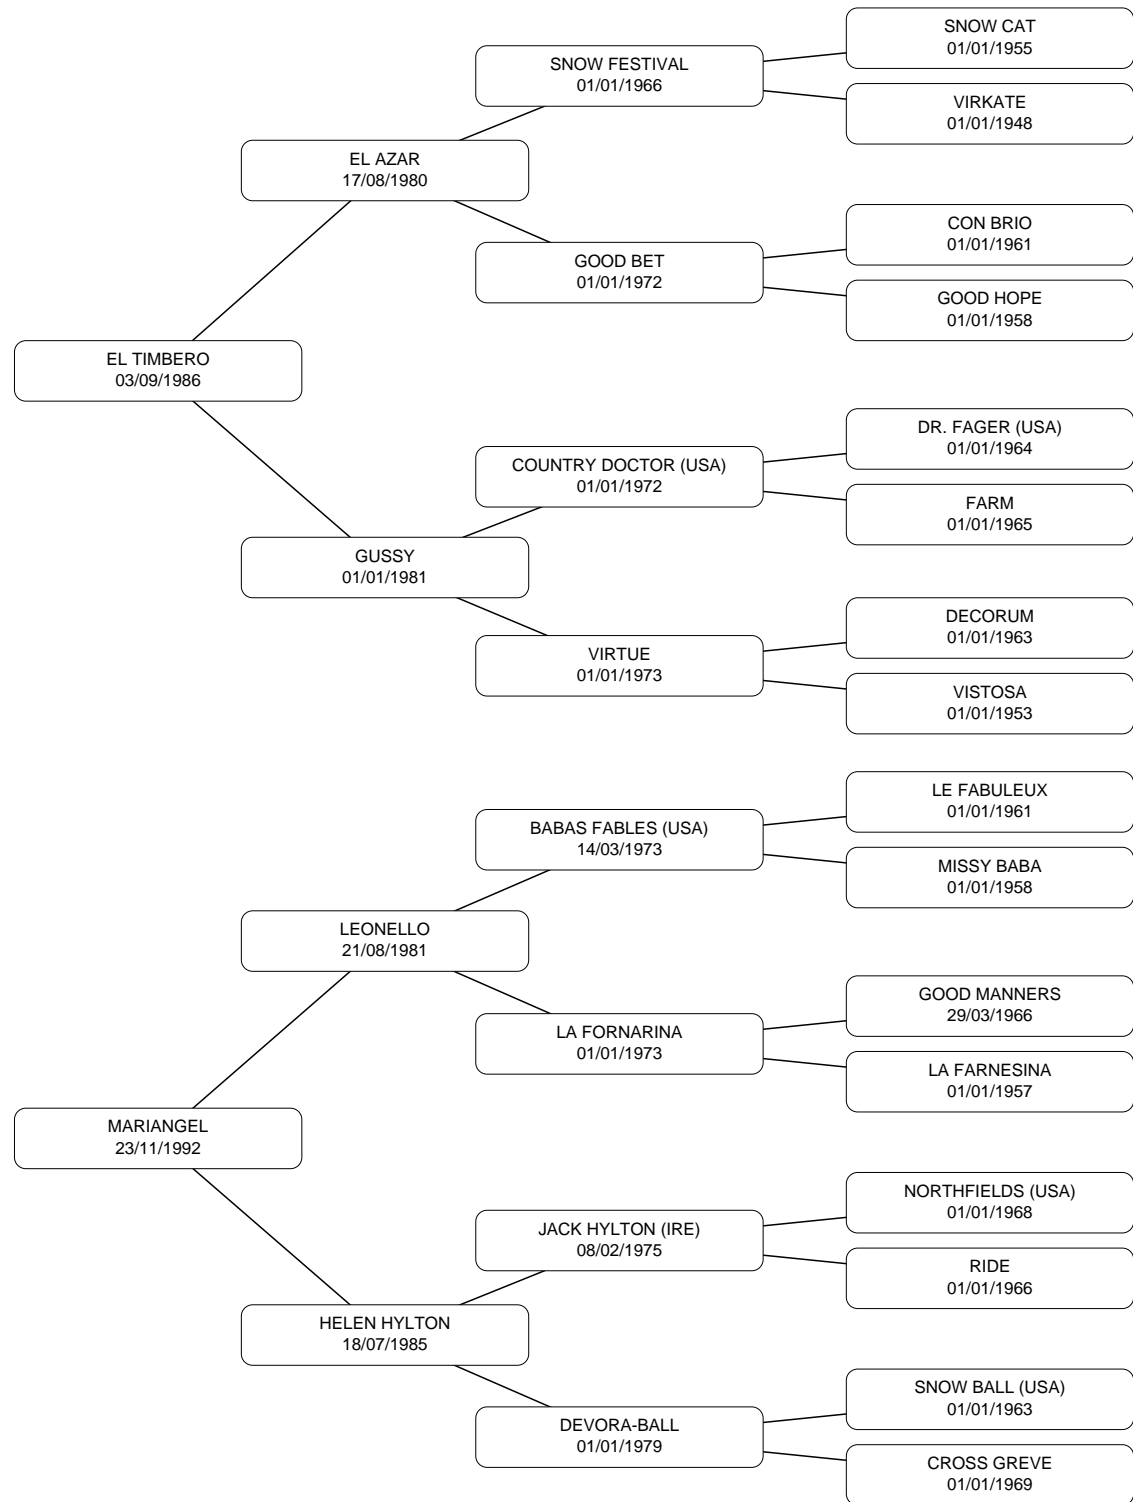 SNOW CAT
01/01/1955
SNOW FESTIVAL
01/01/1966
VIRKATE
01/01/1948
EL AZAR
17/08/1980
CON BRIO
01/01/1961
GOOD BET
01/01/1972
GOOD HOPE
01/01/1958
EL TIMBERO
03/09/1986
DR. FAGER (USA)
01/01/1964
COUNTRY DOCTOR (USA)
01/01/1972
FARM
01/01/1965
GUSSY
01/01/1981
DECORUM
01/01/1963
VIRTUE
01/01/1973
VISTOSA
01/01/1953
LE FABULEUX
01/01/1961
BABAS FABLES (USA)
14/03/1973
MISSY BABA
01/01/1958
LEONELLO
21/08/1981
GOOD MANNERS
29/03/1966
LA FORNARINA
01/01/1973
LA FARNESINA
01/01/1957
MARIANGEL
23/11/1992
NORTHFIELDS (USA)
01/01/1968
JACK HYLTON (IRE)
08/02/1975
RIDE
01/01/1966
HELEN HYLTON
18/07/1985
SNOW BALL (USA)
01/01/1963
DEVORA-BALL
01/01/1979
CROSS GREVE
01/01/1969